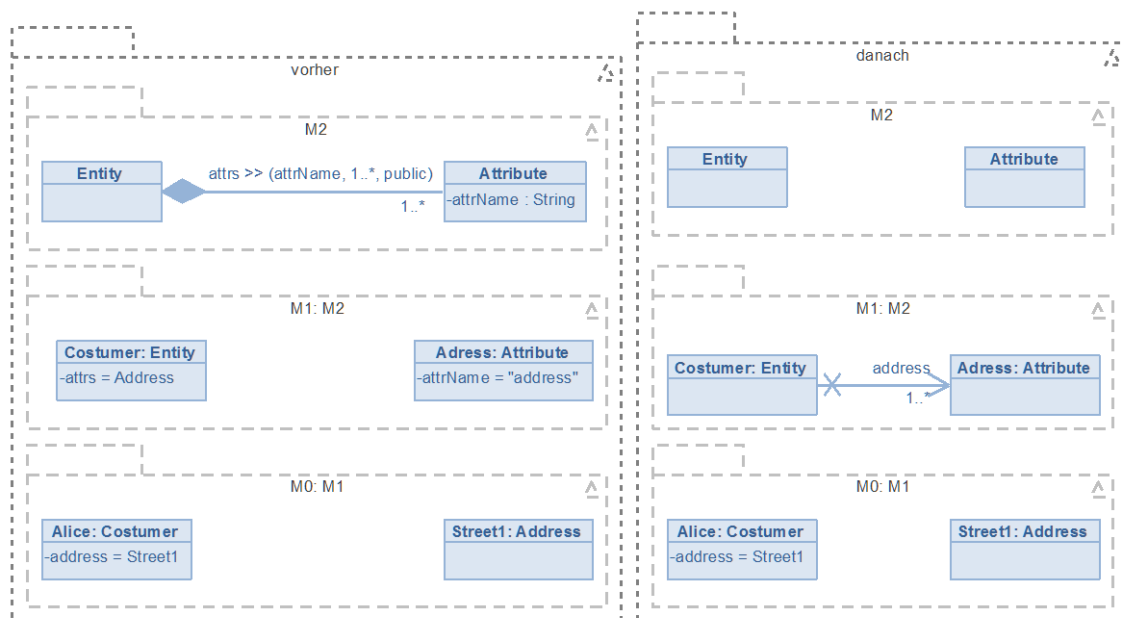 vorher
M2
Entity
attrs >> (attrName, 1..*, public)
1..*
Attribute
-attrName : String
M1: M2
Costumer: Entity
-attrs = Address
Adress: Attribute
-attrName = "address"
M0: M1
Alice: Costumer
-address = Street1
Street1: Address
danach
M2
Entity
Attribute
M1: M2
Costumer: Entity
address
1..*
Adress: Attribute
M0: M1
Alice: Costumer
-address = Street1
Street1: Address